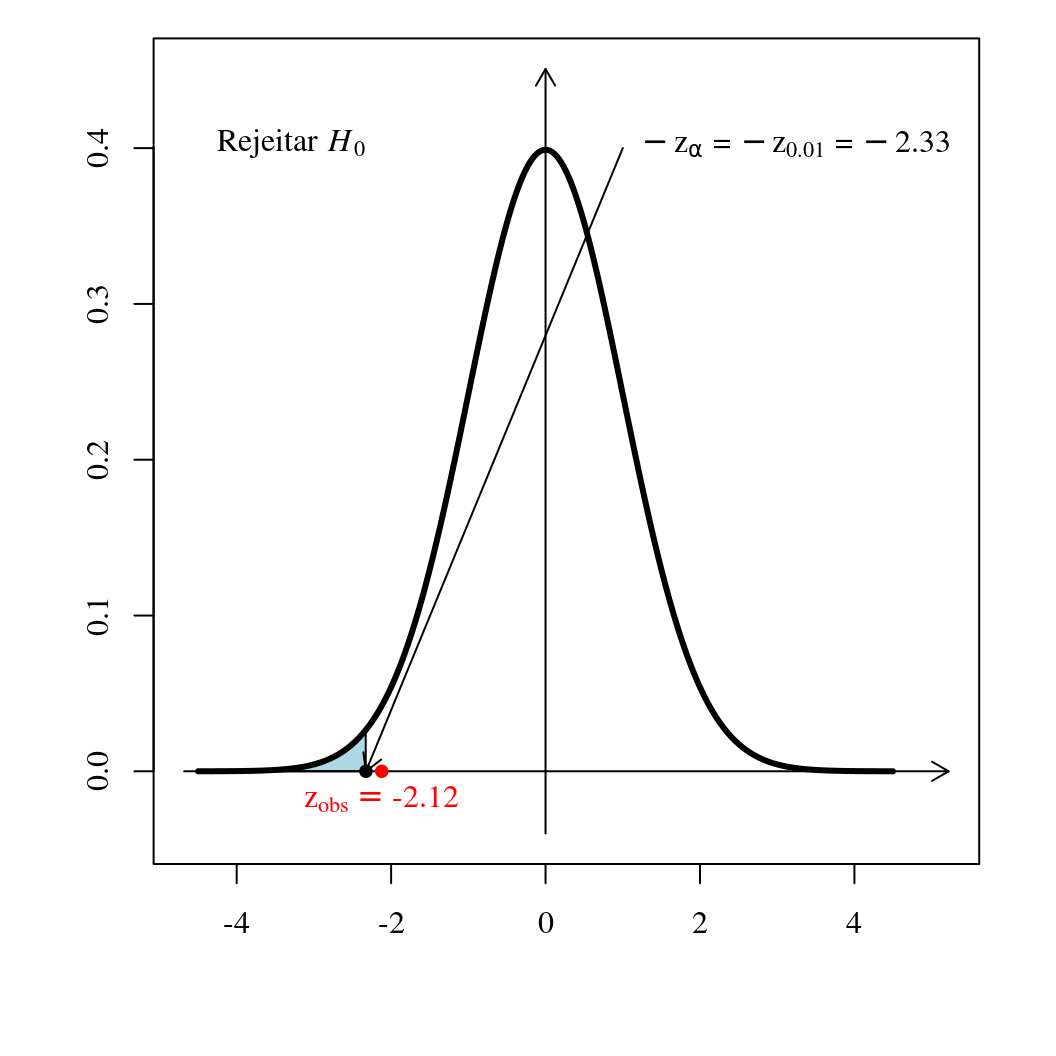 Rejeitar H₀
− zα = − z₀.₀₁ = − 2.33
0.4
0.3
0.2
0.1
0.0
zobs = -2.12
-4 -2 0 2 4